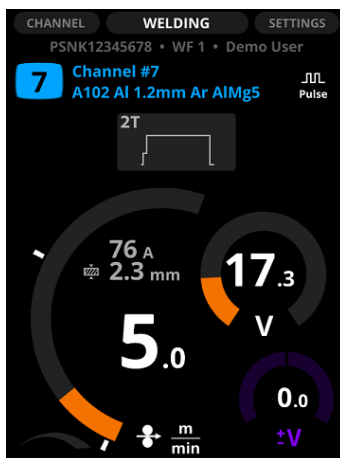 CHANNEL WELDING SETTINGS
PSNK12345678 • WF 1 • Demo User
7 Channel #7
A102 Al 1.2mm Ar AlMg5
Pulse
2T
76 A
2.3 mm
17.3
V
5.0
0.0
±V
m
min